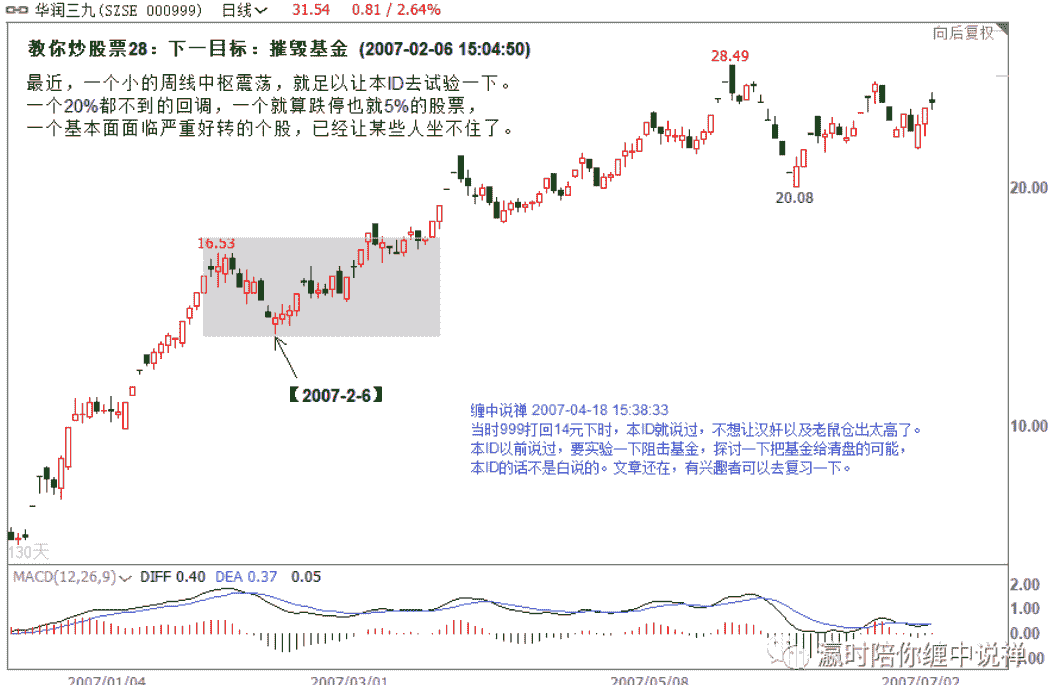 华润三九(SZSE 000999) 日线 31.54 0.81 / 2.64%
向后复权
教你炒股票28：下一目标：摧毁基金 (2007-02-06 15:04:50)
最近，一个小的周线中枢震荡，就足以让本ID去试验一下。
一个20%都不到的回调，一个就算跌停也就5%的股票，
一个基本面面临严重好转的个股，已经让某些人坐不住了。
28.49
20.00
20.08
16.53
【2007-2-6】
缠中说禅 2007-04-18 15:38:33
当时999打回14元下时，本ID就说过，不想让汉奸以及老鼠仓出太高了。
本ID以前说过，要实验一下阻击基金，探讨一下把基金给清盘的可能，
本ID的话不是白说的。文章还在，有兴趣者可以去复习一下。
10.00
130天
MACD(12,26,9) DIFF 0.40 DEA 0.37 0.05
2.00
1.00
0.00
瀛时陪你缠中说禅
2007/01/04 2007/03/01 2007/05/08 2007/07/02